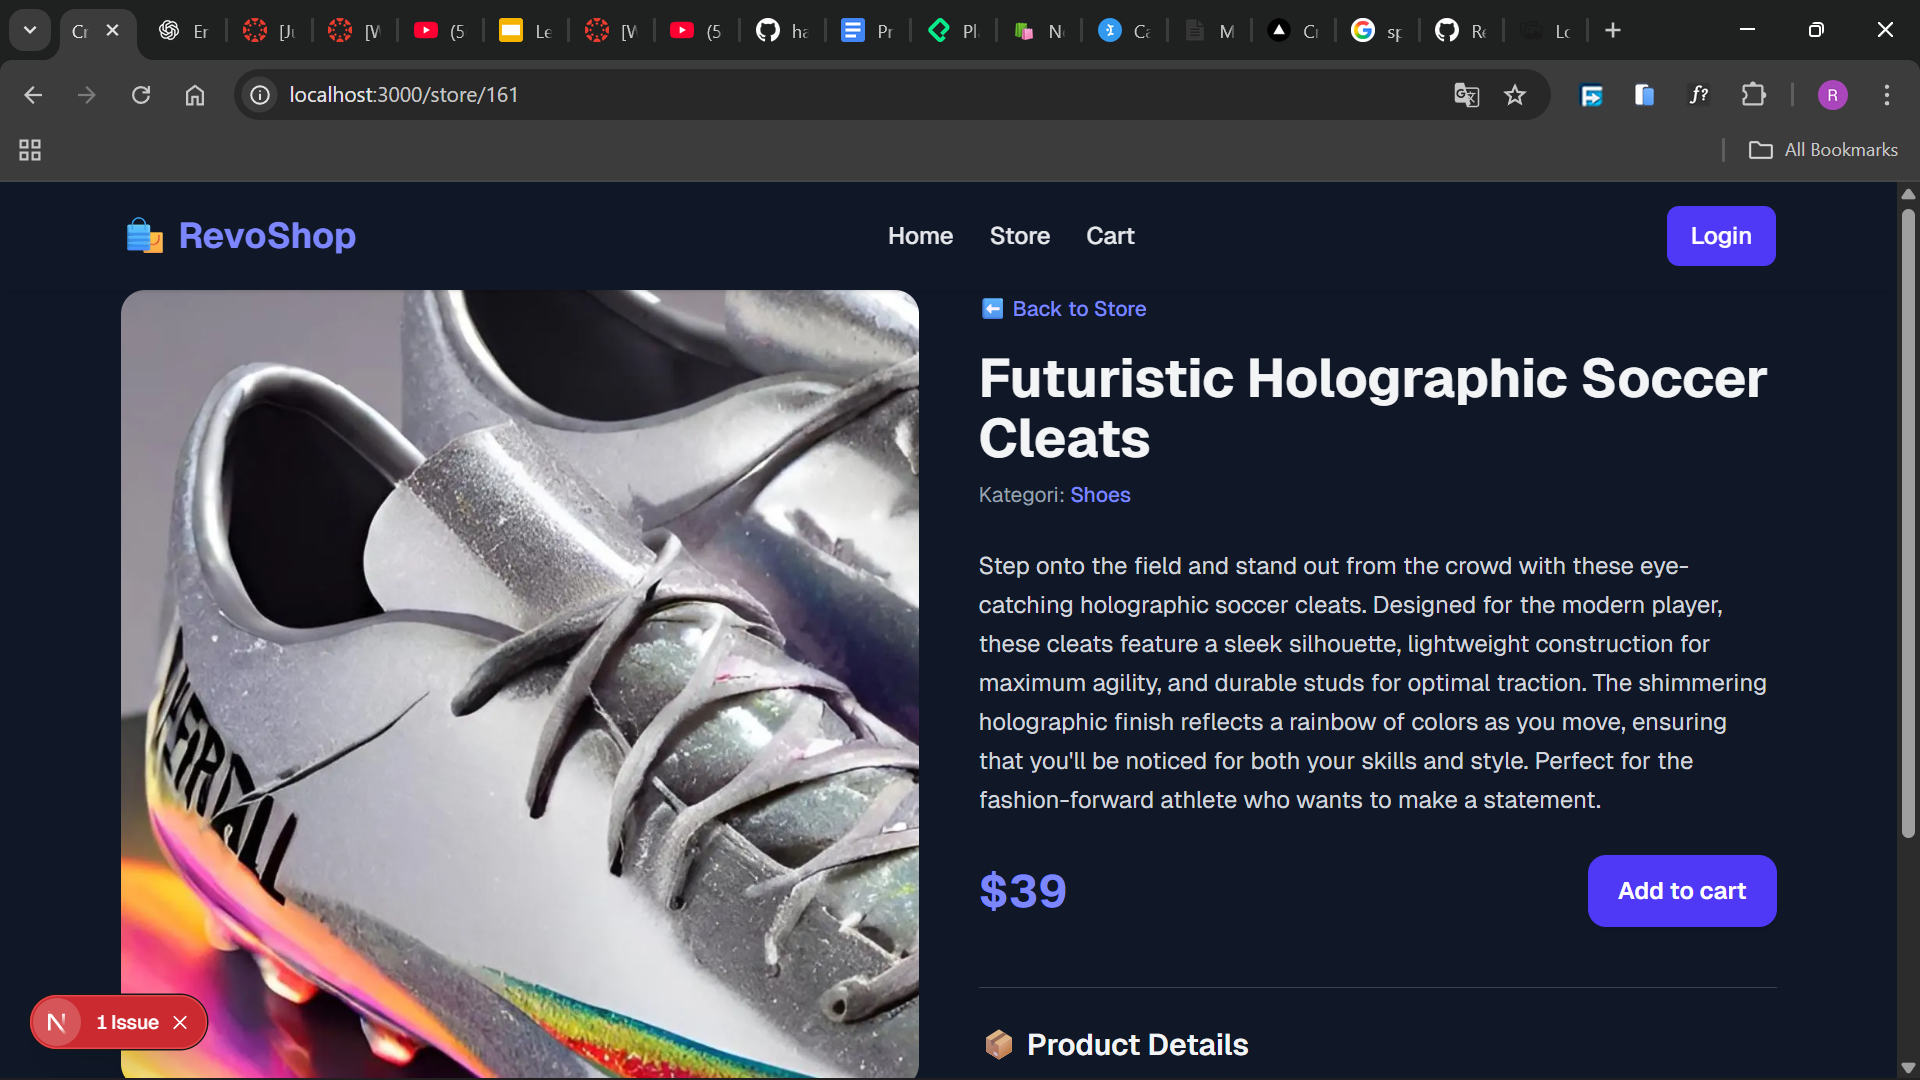 Cr
Er
[Ju
[W
(5
Le
[W
(5
ha
Pr
Pl
N
Ca
M
Cr
sp
Re
Lo
localhost:3000/store/161
R
All Bookmarks
RevoShop
Home
Store
Cart
Login
Back to Store
Futuristic Holographic Soccer
Cleats
Kategori: Shoes
Step onto the field and stand out from the crowd with these eye-
catching holographic soccer cleats. Designed for the modern player,
these cleats feature a sleek silhouette, lightweight construction for
maximum agility, and durable studs for optimal traction. The shimmering
holographic finish reflects a rainbow of colors as you move, ensuring
that you'll be noticed for both your skills and style. Perfect for the
fashion-forward athlete who wants to make a statement.
$39
Add to cart
N
1 Issue
Product Details